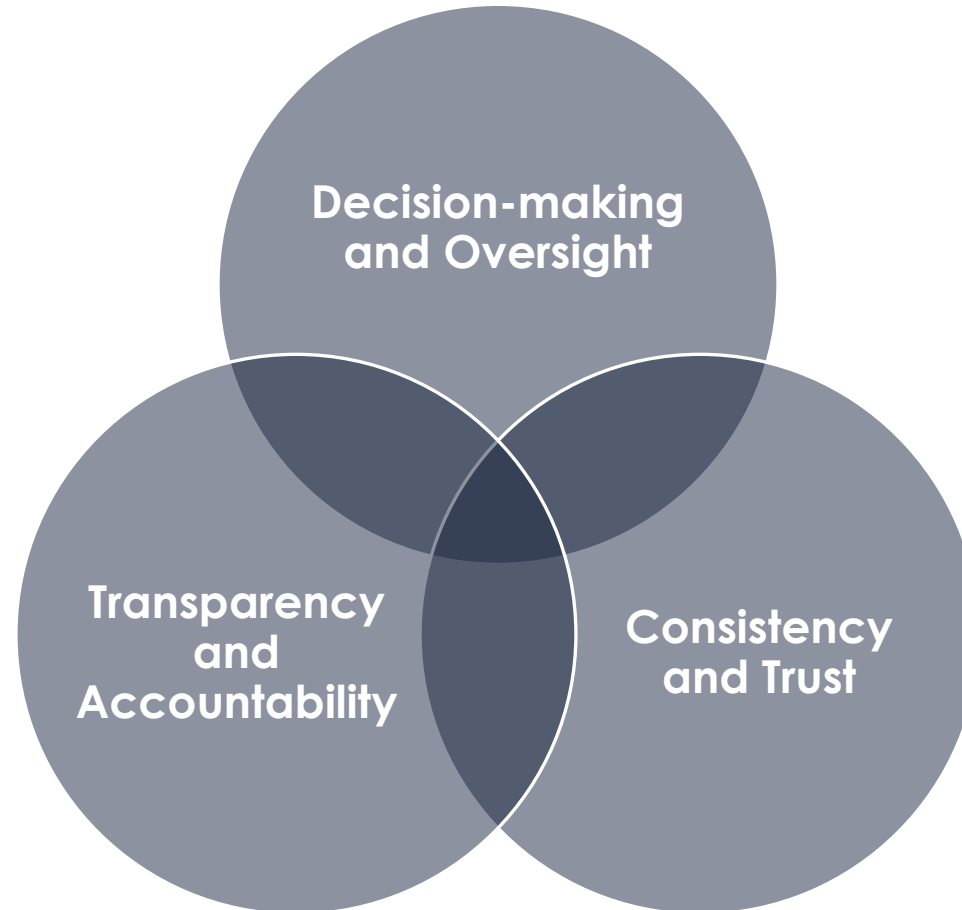 Decision-making
and Oversight
Transparency
and
Accountability
Consistency
and Trust